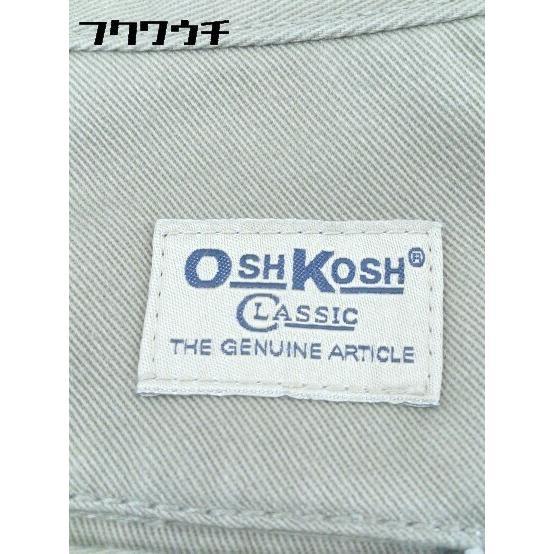 フクワウチ
OSHKOSH®
CLASSIC
THE GENUINE ARTICLE